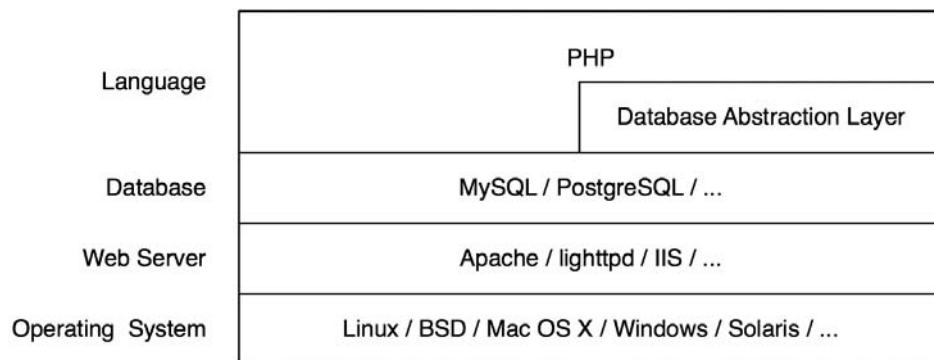 PHP
Language
Database Abstraction Layer
Database
MySQL / PostgreSQL / ...
Web Server
Apache / lighttpd / IIS / ...
Operating System
Linux / BSD / Mac OS X / Windows / Solaris / ...